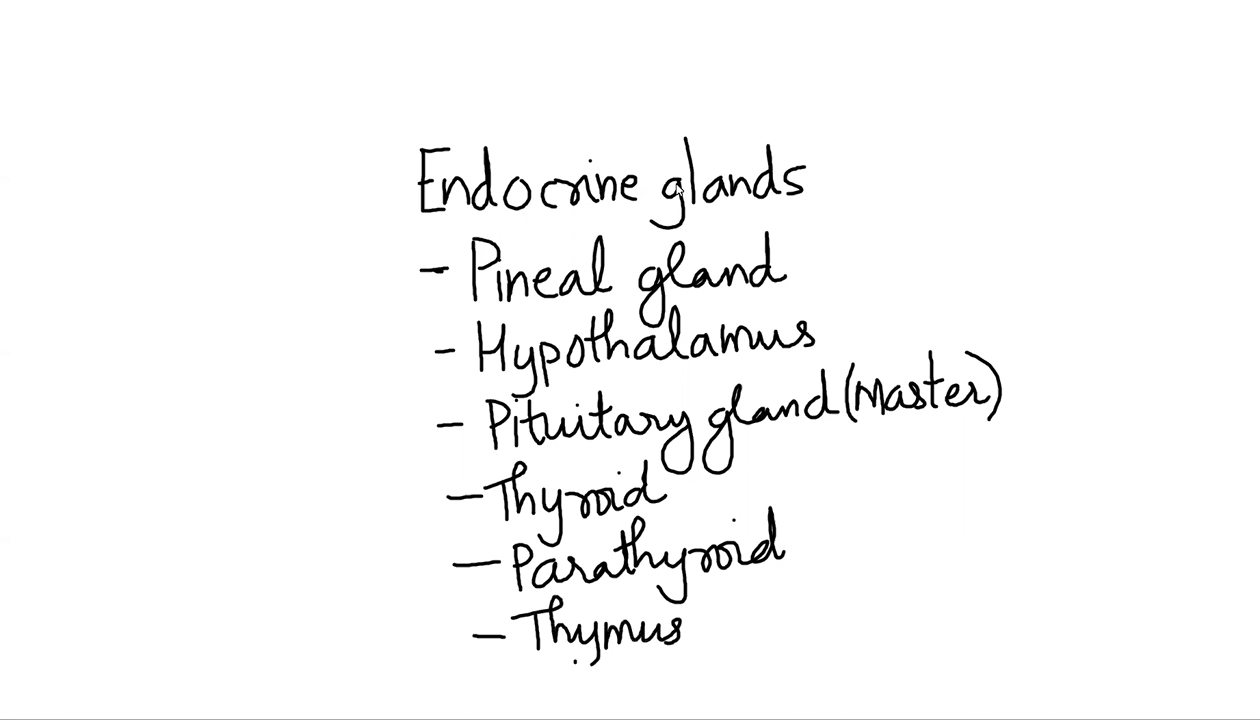 Endocrine glands
- Pineal gland
- Hypothalamus
- Pituitary gland (Master)
- Thyroid
- Parathyroid
- Thymus